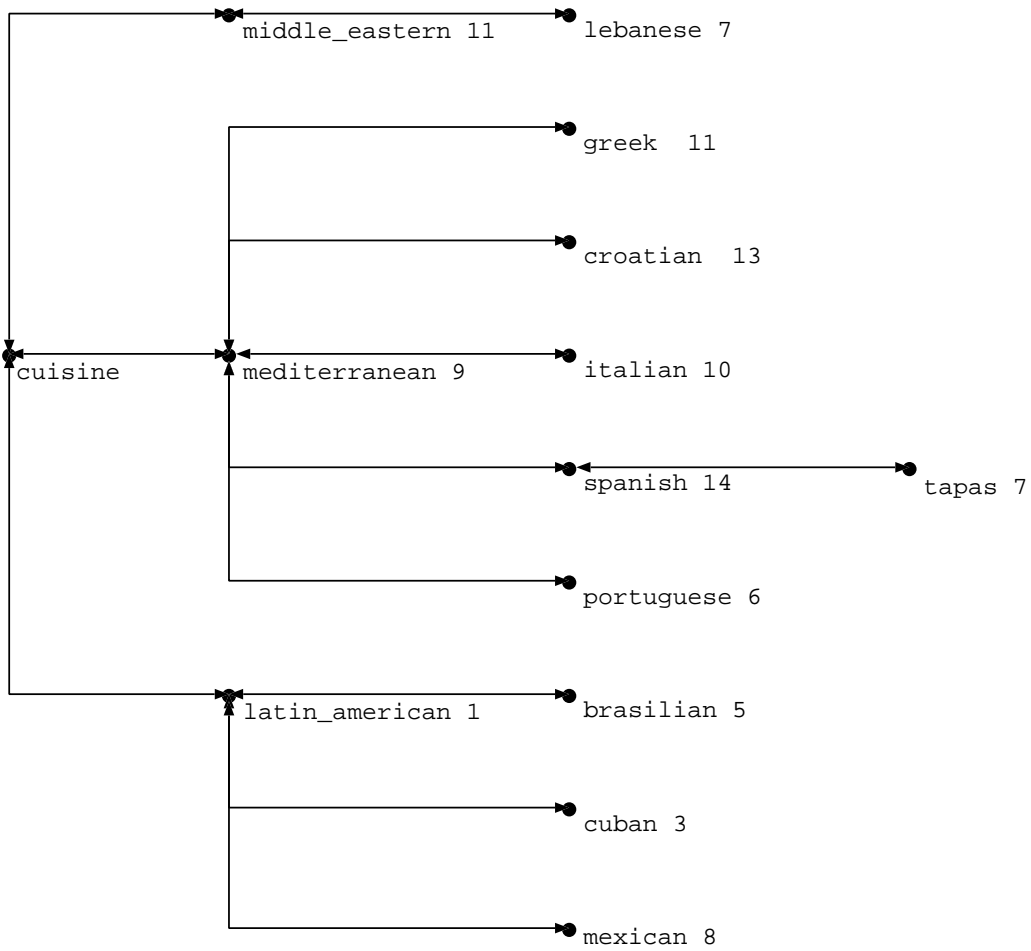 middle_eastern 11
lebanese 7
greek  11
croatian  13
cuisine
mediterranean 9
italian 10
spanish 14
tapas 7
portuguese 6
latin_american 1
brasilian 5
cuban 3
mexican 8